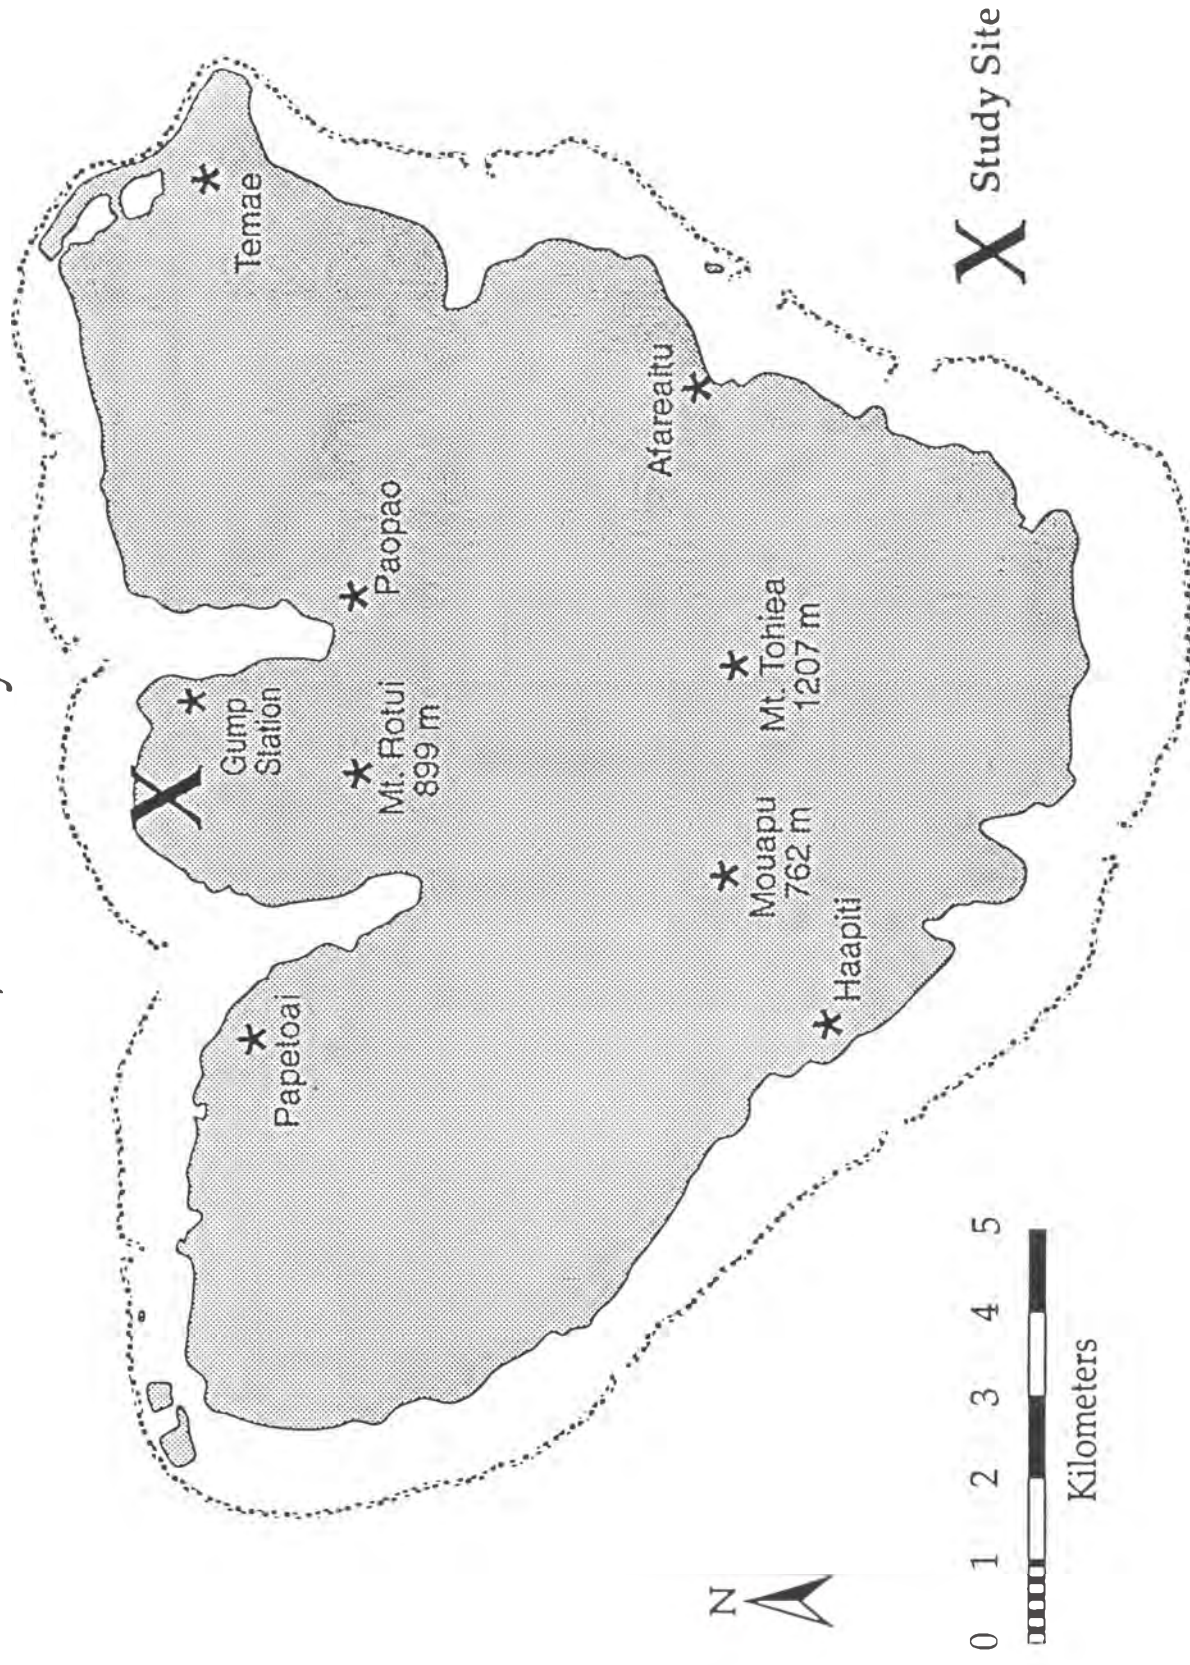 Temae
Paopao
Gump
Station
Mt. Rotui
899 m
Papetoai
Afareaitu
Mt. Tohiea
1207 m
Mouapu
762 m
Haapiti
X Study Site
N
0 1 2 3 4 5
Kilometers